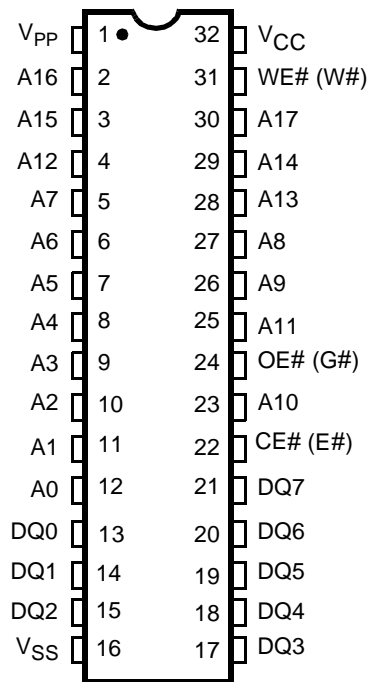 VPP 1 32 VCC
A16 2 31 WE# (W#)
A15 3 30 A17
A12 4 29 A14
A7 5 28 A13
A6 6 27 A8
A5 7 26 A9
A4 8 25 A11
A3 9 24 OE# (G#)
A2 10 23 A10
A1 11 22 CE# (E#)
A0 12 21 DQ7
DQ0 13 20 DQ6
DQ1 14 19 DQ5
DQ2 15 18 DQ4
VSS 16 17 DQ3